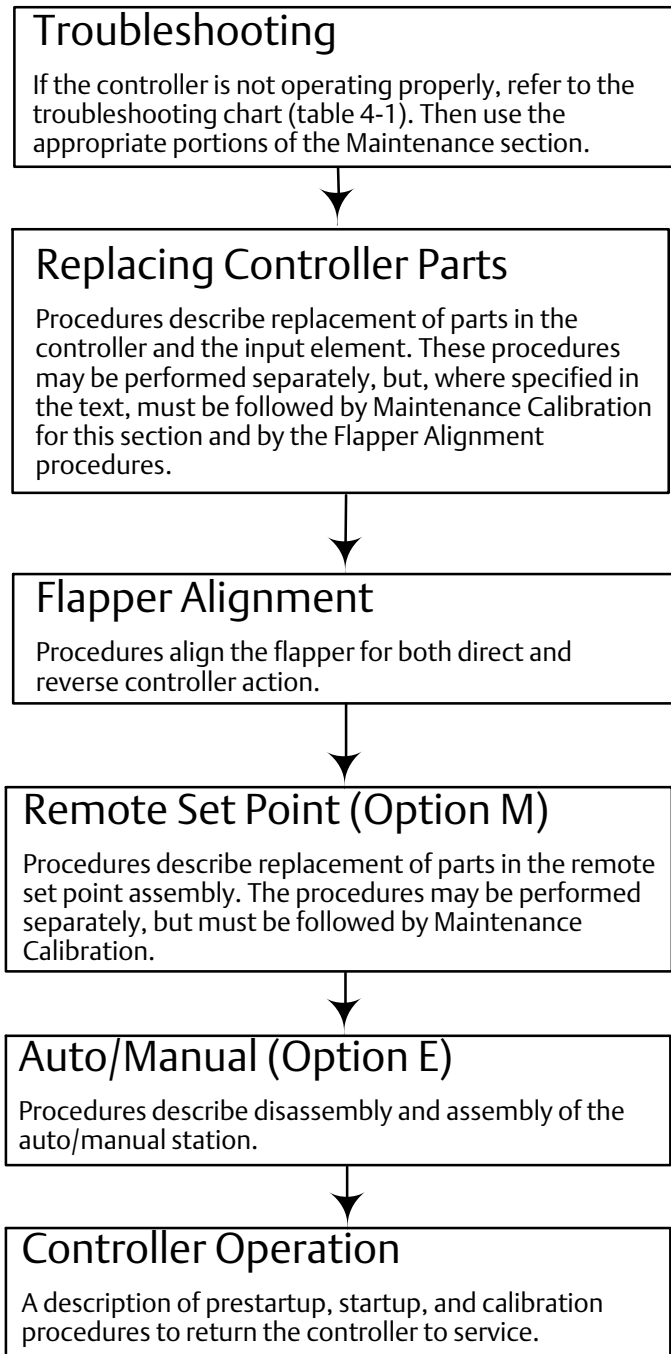 Troubleshooting
If the controller is not operating properly, refer to the
troubleshooting chart (table 4-1). Then use the
appropriate portions of the Maintenance section.
Replacing Controller Parts
Procedures describe replacement of parts in the
controller and the input element. These procedures
may be performed separately, but, where specified in
the text, must be followed by Maintenance Calibration
for this section and by the Flapper Alignment
procedures.
Flapper Alignment
Procedures align the flapper for both direct and
reverse controller action.
Remote Set Point (Option M)
Procedures describe replacement of parts in the remote
set point assembly. The procedures may be performed
separately, but must be followed by Maintenance
Calibration.
Auto/Manual (Option E)
Procedures describe disassembly and assembly of the
auto/manual station.
Controller Operation
A description of prestartup, startup, and calibration
procedures to return the controller to service.